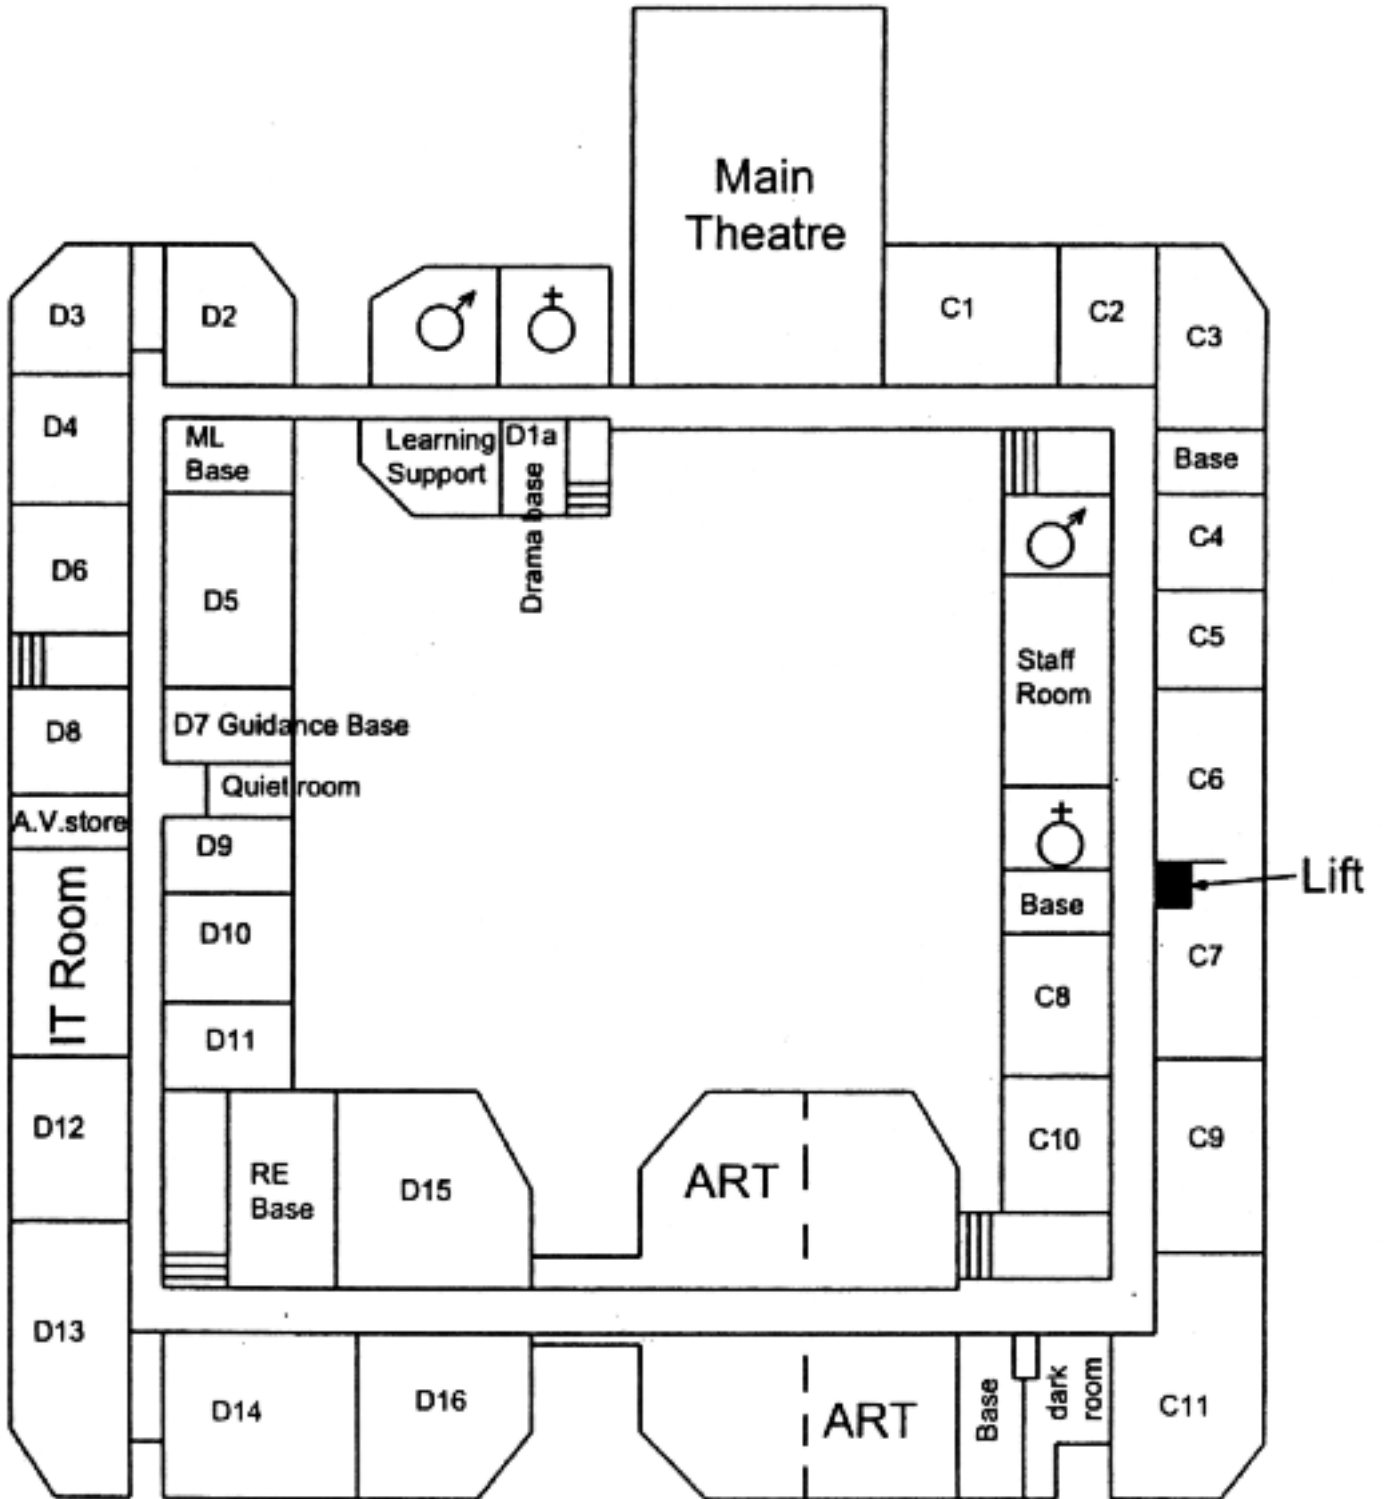 Main
Theatre
D3
D2
C1
C2
C3
D4
ML
Base
Learning
Support
D1a
Drama base
Base
C4
D6
D5
C5
Staff
Room
D8
D7 Guidance Base
C6
Quiet room
A.V.store
D9
IT Room
Lift
Base
D10
C7
C8
D11
D12
C9
C10
RE
Base
D15
ART
D13
D14
D16
ART
Base
dark
room
C11